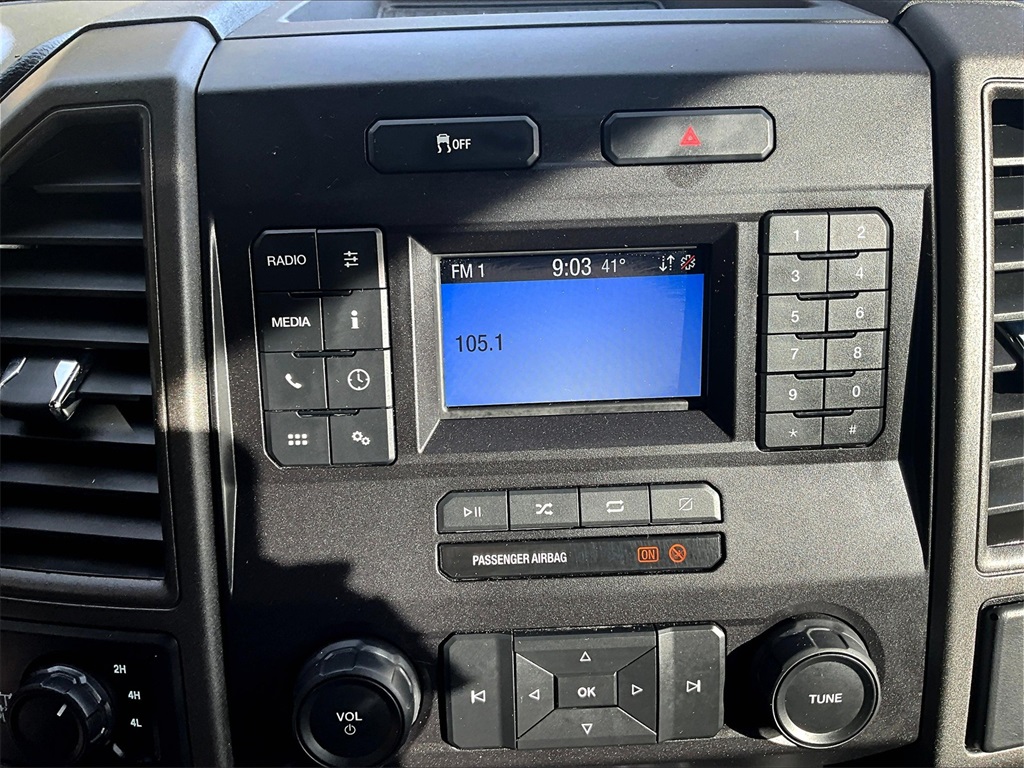 OFF
RADIO
MEDIA
FM 1 9:03 41°
105.1
1 2
3 4
5 6
7 8
9 0
* #
PASSENGER AIRBAG ON
2H
4H
4L
VOL
OK
TUNE